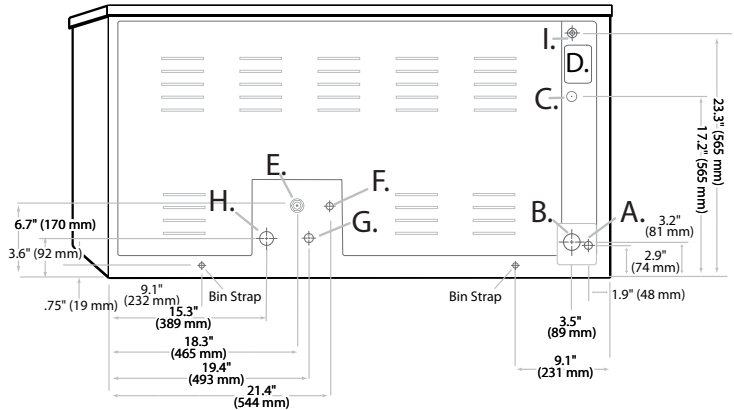 I.
D.
C.
23.3" (565 mm)
17.2" (565 mm)
E.
F.
H.
G.
B.
A.
6.7" (170 mm)
3.6" (92 mm)
3.2"
(81 mm)
2.9"
(74 mm)
.75" (19 mm)
9.1"
(232 mm)
Bin Strap
Bin Strap
1.9" (48 mm)
15.3"
(389 mm)
3.5"
(89 mm)
18.3"
(465 mm)
9.1"
(231 mm)
19.4"
(493 mm)
21.4"
(544 mm)